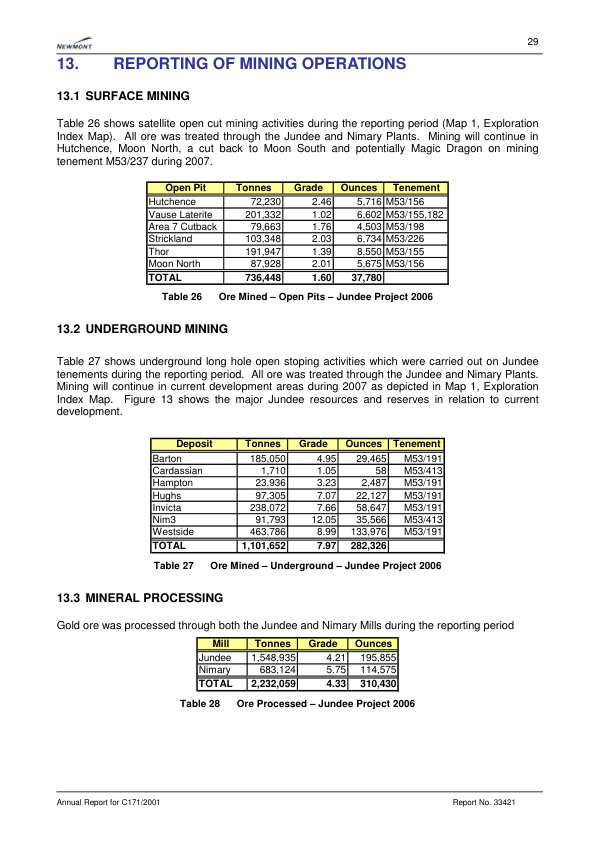 NEWMONT
29
13. REPORTING OF MINING OPERATIONS
13.1 SURFACE MINING
Table 26 shows satellite open cut mining activities during the reporting period (Map 1, Exploration
Index Map). All ore was treated through the Jundee and Nimary Plants. Mining will continue in
Hutchence, Moon North, a cut back to Moon South and potentially Magic Dragon on mining
tenement M53/237 during 2007.
Open Pit Tonnes Grade Ounces Tenement
Hutchence 72,230 2.46 5,716 M53/156
Vause Laterite 201,332 1.02 6,602 M53/155,182
Area 7 Cutback 79,663 1.76 4,503 M53/198
Strickland 103,348 2.03 6,734 M53/226
Thor 191,947 1.39 8,550 M53/155
Moon North 87,928 2.01 5,675 M53/156
TOTAL 736,448 1.60 37,780
Table 26 Ore Mined – Open Pits – Jundee Project 2006
13.2 UNDERGROUND MINING
Table 27 shows underground long hole open stoping activities which were carried out on Jundee
tenements during the reporting period. All ore was treated through the Jundee and Nimary Plants.
Mining will continue in current development areas during 2007 as depicted in Map 1, Exploration
Index Map. Figure 13 shows the major Jundee resources and reserves in relation to current
development.
Deposit Tonnes Grade Ounces Tenement
Barton 185,050 4.95 29,465 M53/191
Cardassian 1,710 1.05 58 M53/413
Hampton 23,936 3.23 2,487 M53/191
Hughs 97,305 7.07 22,127 M53/191
Invicta 238,072 7.66 58,647 M53/191
Nim3 91,793 12.05 35,566 M53/413
Westside 463,786 8.99 133,976 M53/191
TOTAL 1,101,652 7.97 282,326
Table 27 Ore Mined – Underground – Jundee Project 2006
13.3 MINERAL PROCESSING
Gold ore was processed through both the Jundee and Nimary Mills during the reporting period
Mill Tonnes Grade Ounces
Jundee 1,548,935 4.21 195,855
Nimary 683,124 5.75 114,575
TOTAL 2,232,059 4.33 310,430
Table 28 Ore Processed – Jundee Project 2006
Annual Report for C171/2001 Report No. 33421